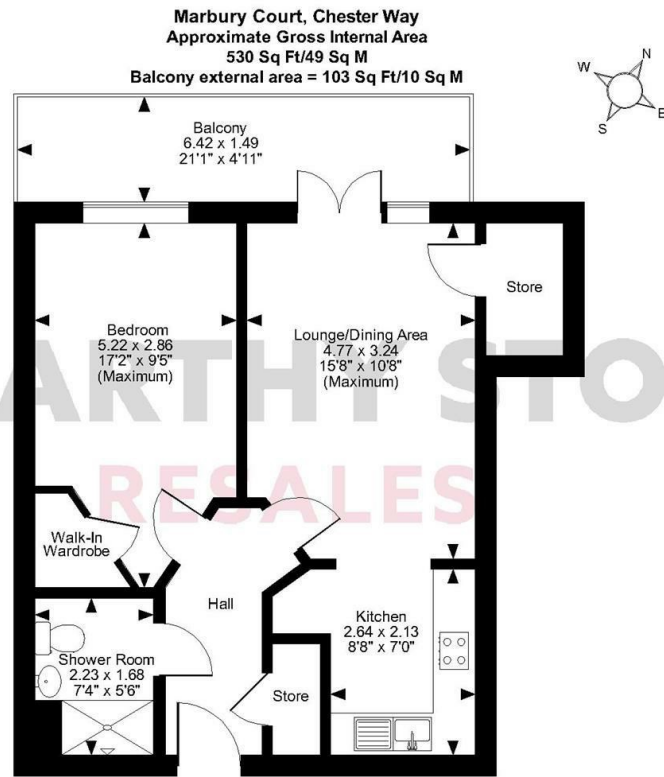 Marbury Court, Chester Way
Approximate Gross Internal Area
530 Sq Ft/49 Sq M
Balcony external area = 103 Sq Ft/10 Sq M
N
W
E
S
Balcony
6.42 x 1.49
21'1" x 4'11"
Store
Bedroom
5.22 x 2.86
17'2" x 9'5"
(Maximum)
Lounge/Dining Area
4.77 x 3.24
15'8" x 10'8"
(Maximum)
ARTHY STO
RESALES
Walk-In
Wardrobe
Hall
Kitchen
2.64 x 2.13
8'8" x 7'0"
Shower Room
2.23 x 1.68
7'4" x 5'6"
Store